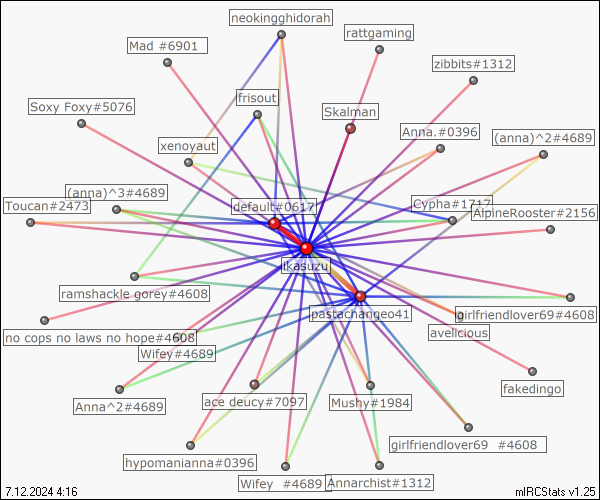 neokingghidorah
rattgaming
Mad #6901
zibbits#1312
frisout
Soxy Foxy#5076
Skalman
Anna.#0396
(anna)^2#4689
xenoyaut
(anna)^3#4689
Toucan#2473
default#0617
Cypha#1717
AlpineRooster#2156
ikasuzu
ramshackle gorey#4608
pastachangeo41
girlfriendlover69#4608
no cops no laws no hope#4608
avelicious
Wifey#4689
fakedingo
Anna^2#4689
ace deucy#7097
Mushy#1984
girlfriendlover69 #4608
hypomanianna#0396
Wifey #4689
Annarchist#1312
7.12.2024 4:16
mIRCStats v1.25